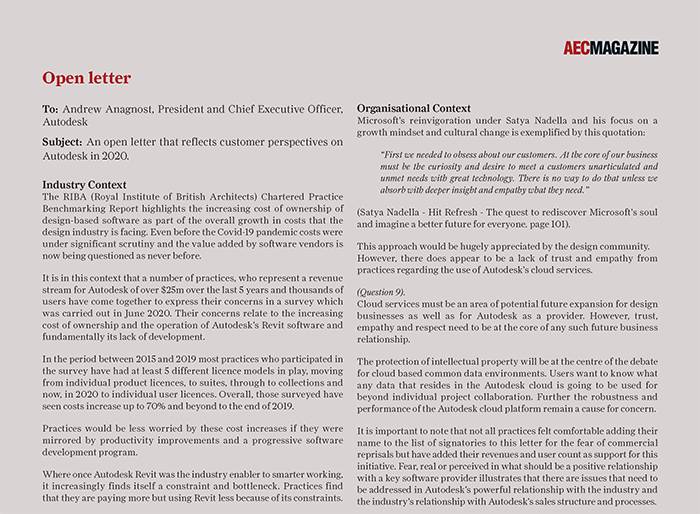 AECMAGAZINE
Open letter
To: Andrew Anagnost, President and Chief Executive Officer,
Autodesk
Subject: An open letter that reflects customer perspectives on
Autodesk in 2020.
Industry Context
The RIBA (Royal Institute of British Architects) Chartered Practice
Benchmarking Report highlights the increasing cost of ownership of
design-based software as part of the overall growth in costs that the
design industry is facing. Even before the Covid-19 pandemic costs were
under significant scrutiny and the value added by software vendors is
now being questioned as never before.
It is in this context that a number of practices, who represent a revenue
stream for Autodesk of over $25m over the last 5 years and thousands of
users have come together to express their concerns in a survey which
was carried out in June 2020. Their concerns relate to the increasing
cost of ownership and the operation of Autodesk's Revit software and
fundamentally its lack of development.
In the period between 2015 and 2019 most practices who participated in
the survey have had at least 5 different licence models in play, moving
from individual product licences, to suites, through to collections and
now, in 2020 to individual user licences. Overall, those surveyed have
seen costs increase up to 70% and beyond to the end of 2019.
Practices would be less worried by these cost increases if they were
mirrored by productivity improvements and a progressive software
development program.
Where once Autodesk Revit was the industry enabler to smarter working,
it increasingly finds itself a constraint and bottleneck. Practices find
that they are paying more but using Revit less because of its constraints.
Organisational Context
Microsoft's reinvigoration under Satya Nadella and his focus on a
growth mindset and cultural change is exemplified by this quotation:
"First we needed to obsess about our customers. At the core of our business
must be the curiosity and desire to meet a customers unarticulated and
unmet needs with great technology. There is no way to do that unless we
absorb with deeper insight and empathy what they need."
(Satya Nadella - Hit Refresh - The quest to rediscover Microsoft's soul
and imagine a better future for everyone. page 101).
This approach would be hugely appreciated by the design community.
However, there does appear to be a lack of trust and empathy from
practices regarding the use of Autodesk's cloud services.
(Question 9).
Cloud services must be an area of potential future expansion for design
businesses as well as for Autodesk as a provider. However, trust,
empathy and respect need to be at the core of any such future business
relationship.
The protection of intellectual property will be at the centre of the debate
for cloud based common data environments. Users want to know what
any data that resides in the Autodesk cloud is going to be used for
beyond individual project collaboration. Further the robustness and
performance of the Autodesk cloud platform remain a cause for concern.
It is important to note that not all practices felt comfortable adding their
name to the list of signatories to this letter for the fear of commercial
reprisals but have added their revenues and user count as support for this
initiative. Fear, real or perceived in what should be a positive relationship
with a key software provider illustrates that there are issues that need to
be addressed in Autodesk's powerful relationship with the industry and
the industry's relationship with Autodesk's sales structure and processes.